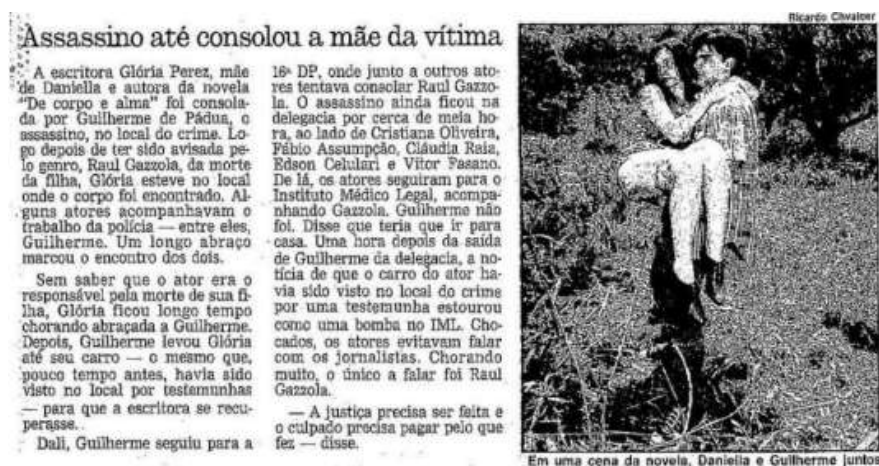 Ricardo Chvaicer
Assassino até consolou a mãe da vítima
A escritora Glória Perez, mãe
de Daniella e autora da novela
"De corpo e alma" foi consola-
da por Guilherme de Pádua, o
assassino, no local do crime. Lo-
go depois de ter sido avisada pe-
lo genro, Raul Gazzola, da morte
da filha, Glória esteve no local
onde o corpo foi encontrado. Al-
guns atores acompanhavam o
trabalho da polícia — entre eles,
Guilherme. Um longo abraço
marcou o encontro dos dois.
Sem saber que o ator era o
responsável pela morte de sua fi-
lha, Glória ficou longo tempo
chorando abraçada a Guilherme.
Depois, Guilherme levou Glória
até seu carro — o mesmo que,
pouco tempo antes, havia sido
visto no local por testemunhas
— para que a escritora se recu-
perasse.
Dali, Guilherme seguiu para a
16ª DP, onde junto a outros ato-
res tentava consolar Raul Gazzo-
la. O assassino ainda ficou na
delegacia por cerca de meia ho-
ra, ao lado de Cristiana Oliveira,
Fábio Assumpção, Cláudia Raia,
Edson Celulari e Vítor Fasano.
De lá, os atores seguiram para o
Instituto Médico Legal, acompa-
nhando Gazzola. Guilherme não
foi. Disse que teria que ir para
casa. Uma hora depois da saída
de Guilherme da delegacia, a no-
tícia de que o carro do ator ha-
via sido visto no local do crime
por uma testemunha estourou
como uma bomba no IML. Cho-
cados, os atores evitavam falar
com os jornalistas. Chorando
muito, o único a falar foi Raul
Gazzola.
— A justiça precisa ser feita e
o culpado precisa pagar pelo que
fez — disse.
Em uma cena da novela, Daniella e Guilherme juntos